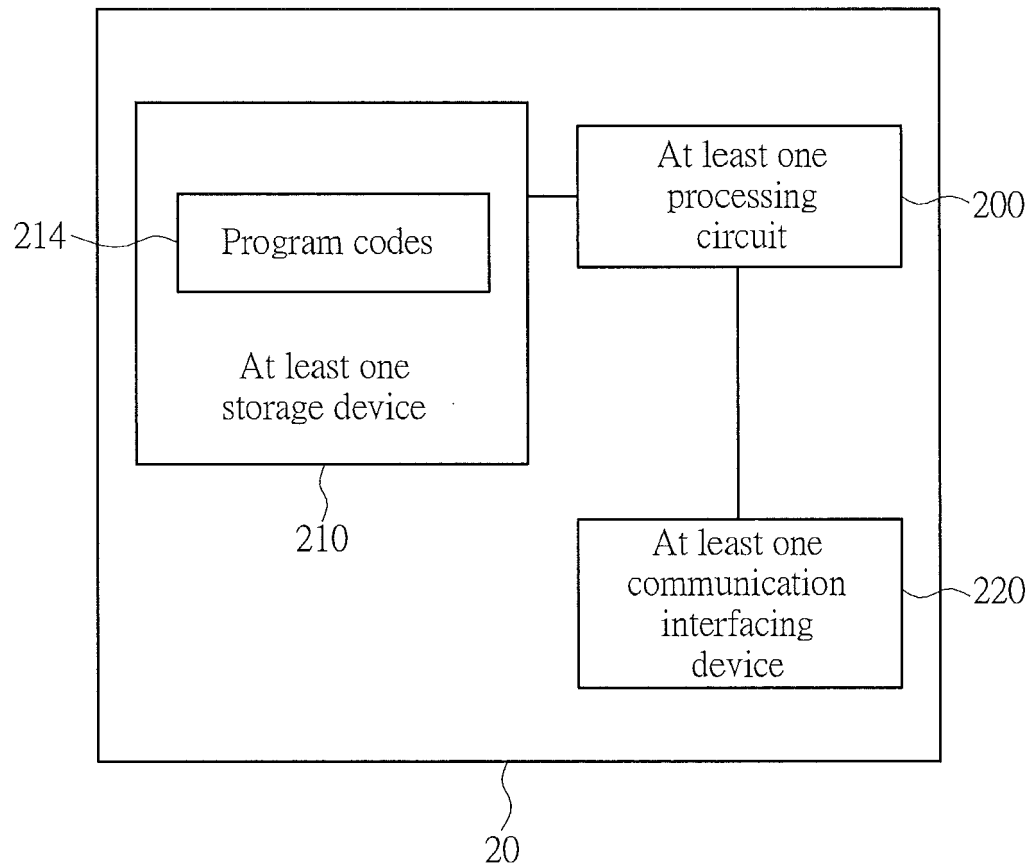 At least one
processing
circuit
200
214
Program codes
At least one
storage device
210
At least one
communication
interfacing
device
220
20